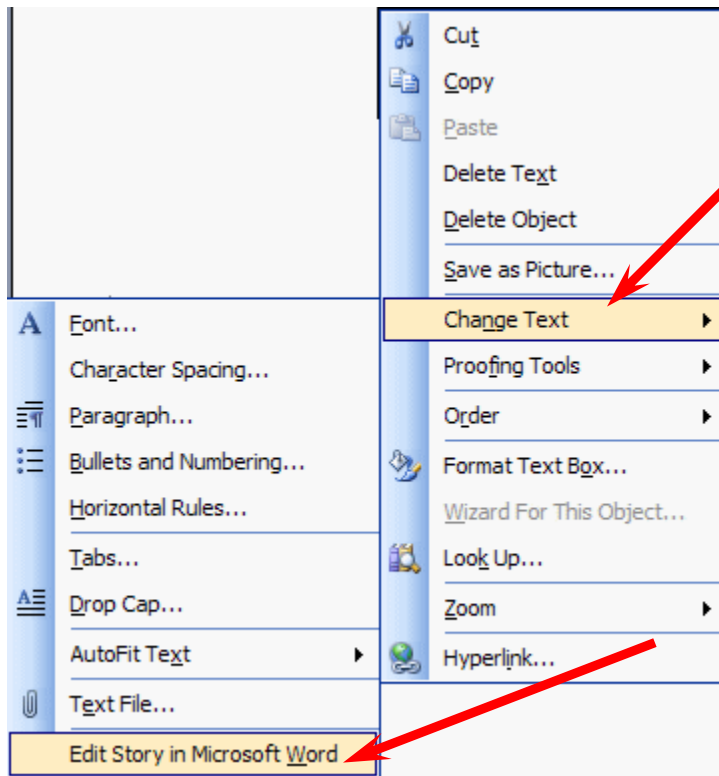 Cut
Copy
Paste
Delete Text
Delete Object
Save as Picture...
Change Text
Proofing Tools
Order
Format Text Box...
Wizard For This Object...
Look Up...
Zoom
Hyperlink...
Font...
Character Spacing...
Paragraph...
Bullets and Numbering...
Horizontal Rules...
Tabs...
Drop Cap...
AutoFit Text
Text File...
Edit Story in Microsoft Word